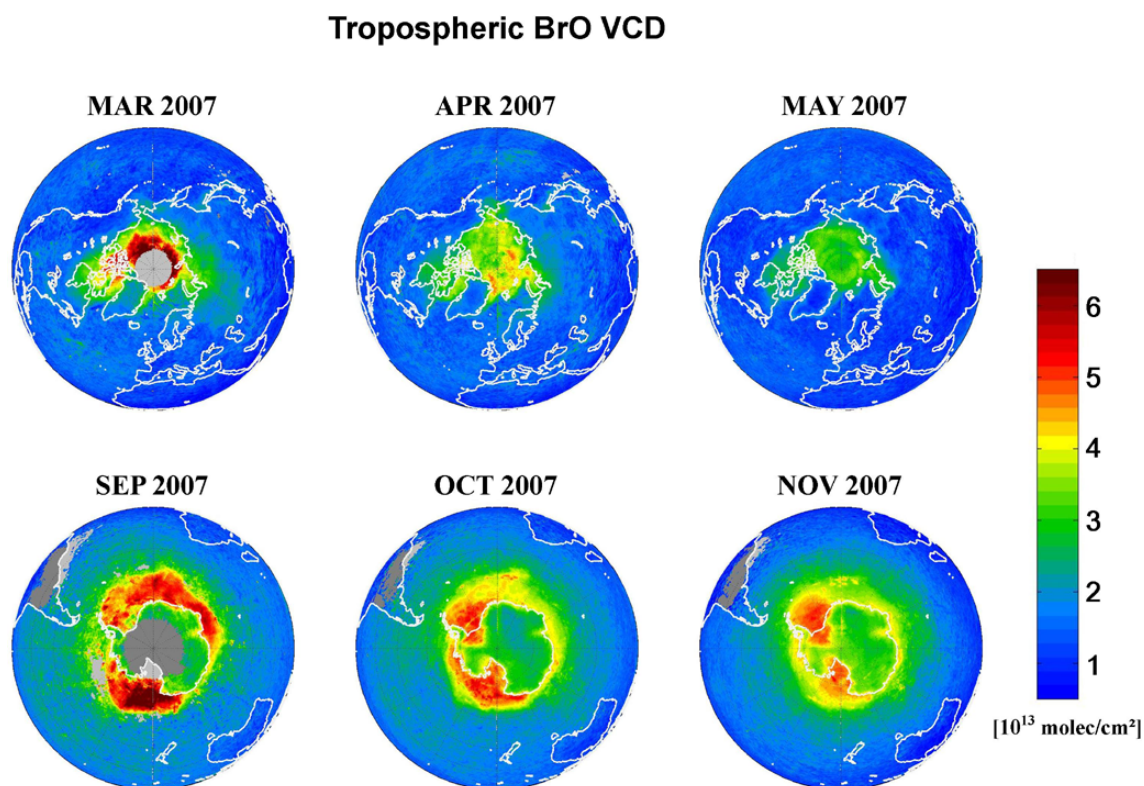 Tropospheric BrO VCD
MAR 2007
APR 2007
MAY 2007
6
5
4
3
2
1
SEP 2007
OCT 2007
NOV 2007
[10¹³ molec/cm²]